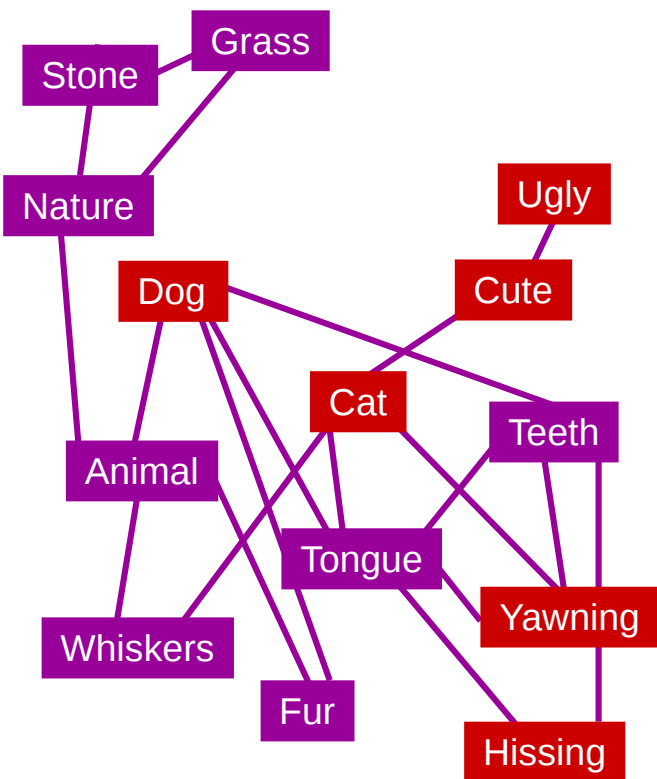 Grass
Stone
Ugly
Nature
Dog
Cute
Cat
Teeth
Animal
Tongue
Yawning
Whiskers
Fur
Hissing